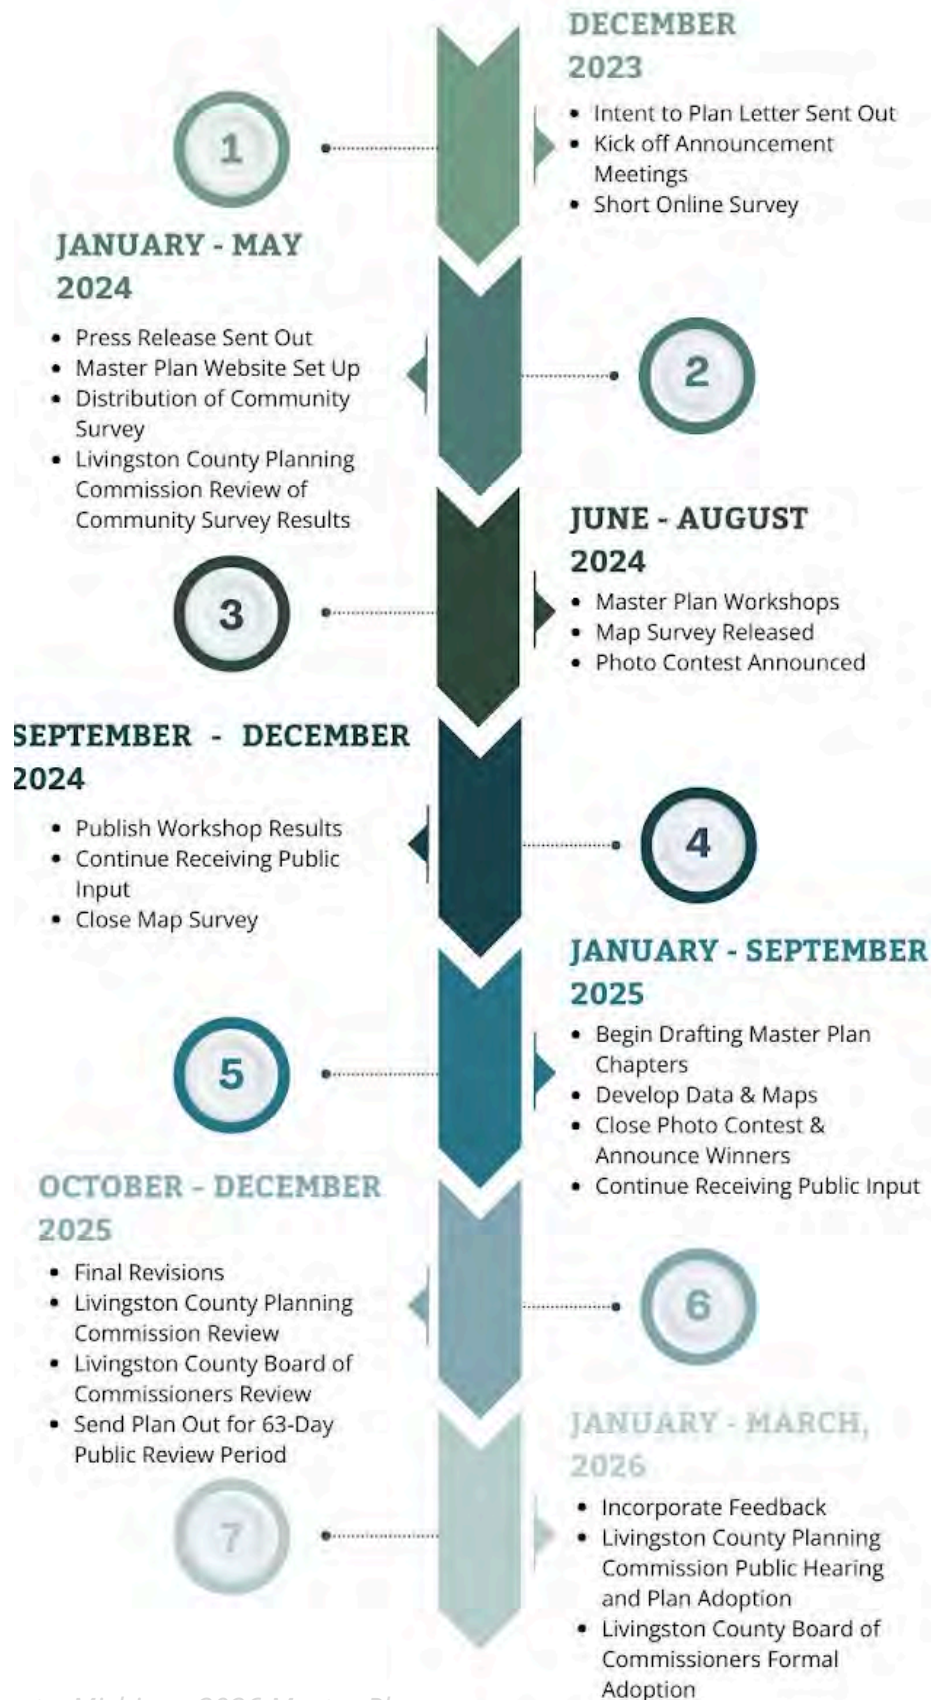 DECEMBER
2023
• Intent to Plan Letter Sent Out
• Kick off Announcement
Meetings
• Short Online Survey
1
JANUARY - MAY
2024
• Press Release Sent Out
• Master Plan Website Set Up
• Distribution of Community
Survey
• Livingston County Planning
Commission Review of
Community Survey Results
2
JUNE - AUGUST
2024
• Master Plan Workshops
• Map Survey Released
• Photo Contest Announced
3
SEPTEMBER - DECEMBER
2024
• Publish Workshop Results
• Continue Receiving Public
Input
• Close Map Survey
4
JANUARY - SEPTEMBER
2025
• Begin Drafting Master Plan
Chapters
• Develop Data & Maps
• Close Photo Contest &
Announce Winners
• Continue Receiving Public Input
5
OCTOBER - DECEMBER
2025
• Final Revisions
• Livingston County Planning
Commission Review
• Livingston County Board of
Commissioners Review
• Send Plan Out for 63-Day
Public Review Period
6
JANUARY - MARCH,
2026
• Incorporate Feedback
• Livingston County Planning
Commission Public Hearing
and Plan Adoption
• Livingston County Board of
Commissioners Formal
Adoption
7